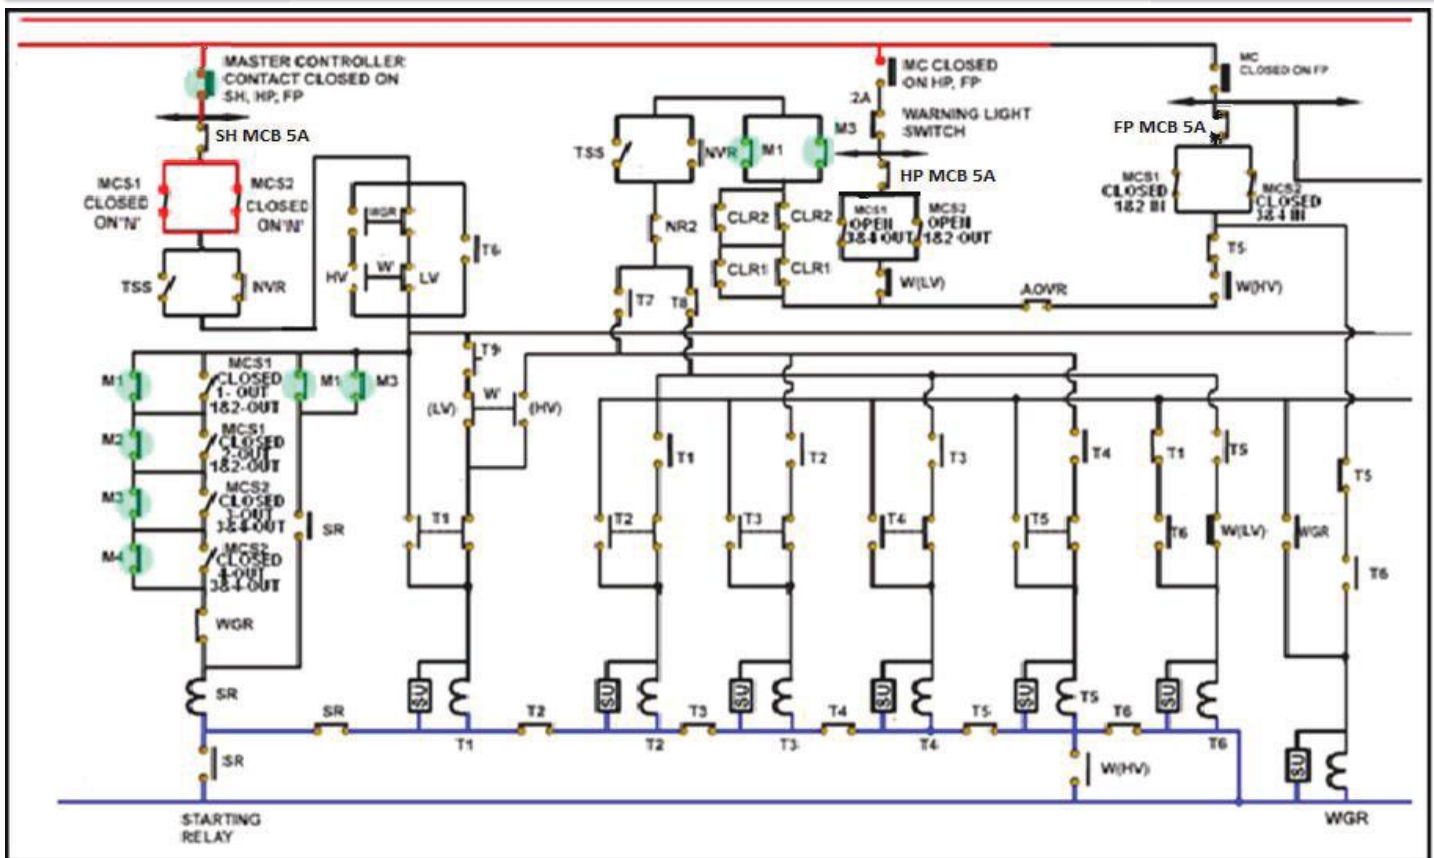 MASTER CONTROLLER
CONTACT CLOSED ON
SH, HP, FP
SH MCB 5A
MC CLOSED
ON HP, FP
2A
WARNING LIGHT
SWITCH
HP MCB 5A
MC
CLOSED ON FP
FP MCB 5A
MCS1
CLOSED
ON 'N'
MCS2
CLOSED
ON 'N'
TSS
NVR
WGR
HV
W
LV
T6
TSS
NVR
M1
M3
NR2
CLR2
CLR2
CLR1
CLR1
MCS1
OPEN
3&4 OUT
MCS2
OPEN
1&2-OUT
W(LV)
AOVR
MCS1
CLOSED
1&2 IN
MCS2
CLOSED
3&4 IN
T5
W(HV)
T7
T8
T9
W
(LV)
(HV)
M1
MCS1
CLOSED
1- OUT
1&2-OUT
M1
M3
M2
MCS1
CLOSED
2-OUT
1&2-OUT
M3
MCS2
CLOSED
3-OUT
3&4-OUT
M4
MCS2
CLOSED
4-OUT
3&4-OUT
SR
WGR
T1
T1
T2
T3
T4
T1
T5
T5
T2
T3
T4
T5
T6
W(LV)
WGR
T6
SR
SU
SU
SU
SU
SU
T5
SU
SR
T2
T3
T4
T5
T6
T1
T2
T3
T4
T6
SR
W(HV)
SU
STARTING
RELAY
WGR